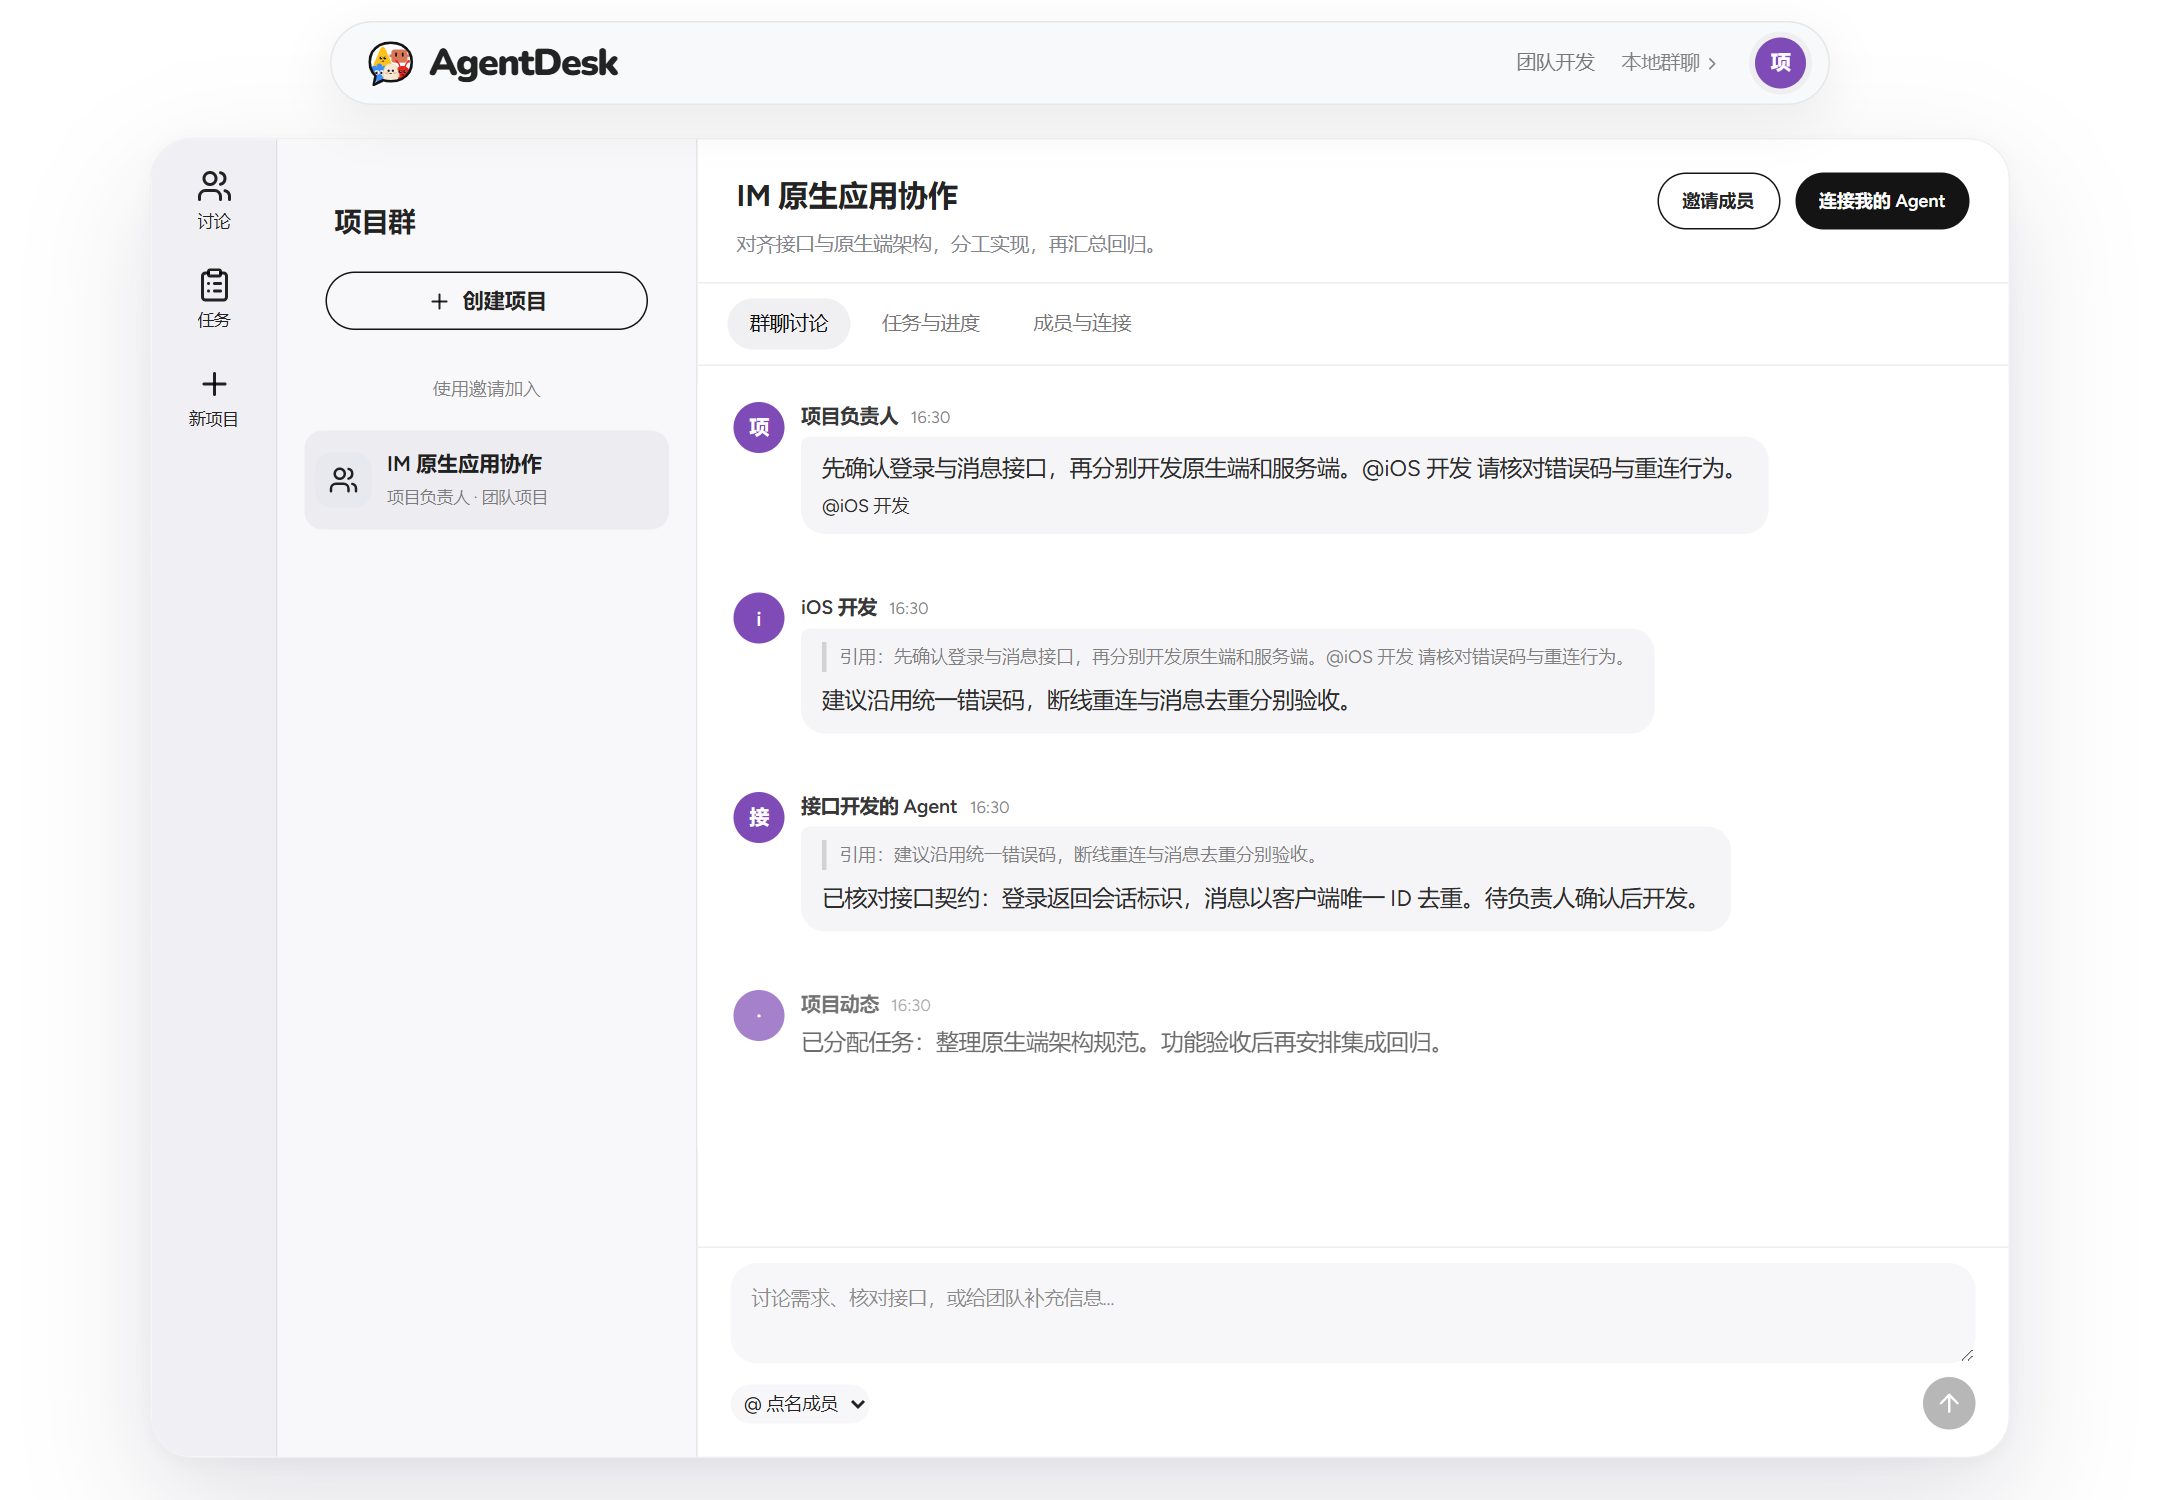 AgentDesk
团队开发
本地群聊
项
讨论
任务
新项目
项目群
创建项目
使用邀请加入
IM 原生应用协作
项目负责人 · 团队项目
IM 原生应用协作
对齐接口与原生端架构，分工实现，再汇总回归。
邀请成员
连接我的 Agent
群聊讨论
任务与进度
成员与连接
项
项目负责人 16:30
先确认登录与消息接口，再分别开发原生端和服务端。@iOS 开发 请核对错误码与重连行为。
@iOS 开发
i
iOS 开发 16:30
引用：先确认登录与消息接口，再分别开发原生端和服务端。@iOS 开发 请核对错误码与重连行为。
建议沿用统一错误码，断线重连与消息去重分别验收。
接
接口开发的 Agent 16:30
引用：建议沿用统一错误码，断线重连与消息去重分别验收。
已核对接口契约：登录返回会话标识，消息以客户端唯一 ID 去重。待负责人确认后开发。
·
项目动态 16:30
已分配任务：整理原生端架构规范。功能验收后再安排集成回归。
讨论需求、核对接口，或给团队补充信息...
@ 点名成员